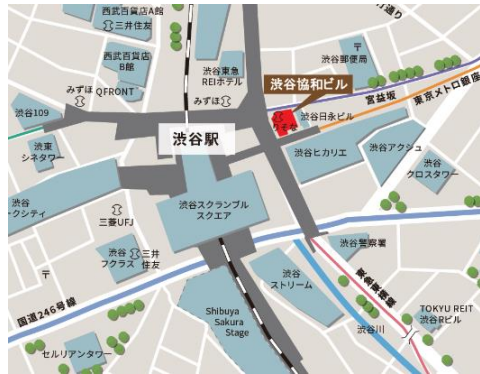 西武百貨店A館
三井住友
西武百貨店
B館
みずほ
QFRONT
渋谷109
渋東
シネタワー
渋谷東急
REIホテル
みずほ
渋谷郵便局
渋谷協和ビル
りそな
渋谷日永ビル
宮益坂
東京メトロ銀座
渋谷駅
渋谷ヒカリエ
渋谷アクシュ
渋谷
クロスタワー
渋谷スクランブル
スクエア
ークシティ
三菱UFJ
渋谷
フクラス
三井
住友
国道246号線
セルリアンタワー
Shibuya
Sakura
Stage
渋谷
ストリーム
渋谷警察署
東急東横線
渋谷川
TOKYU REIT
渋谷Rビル